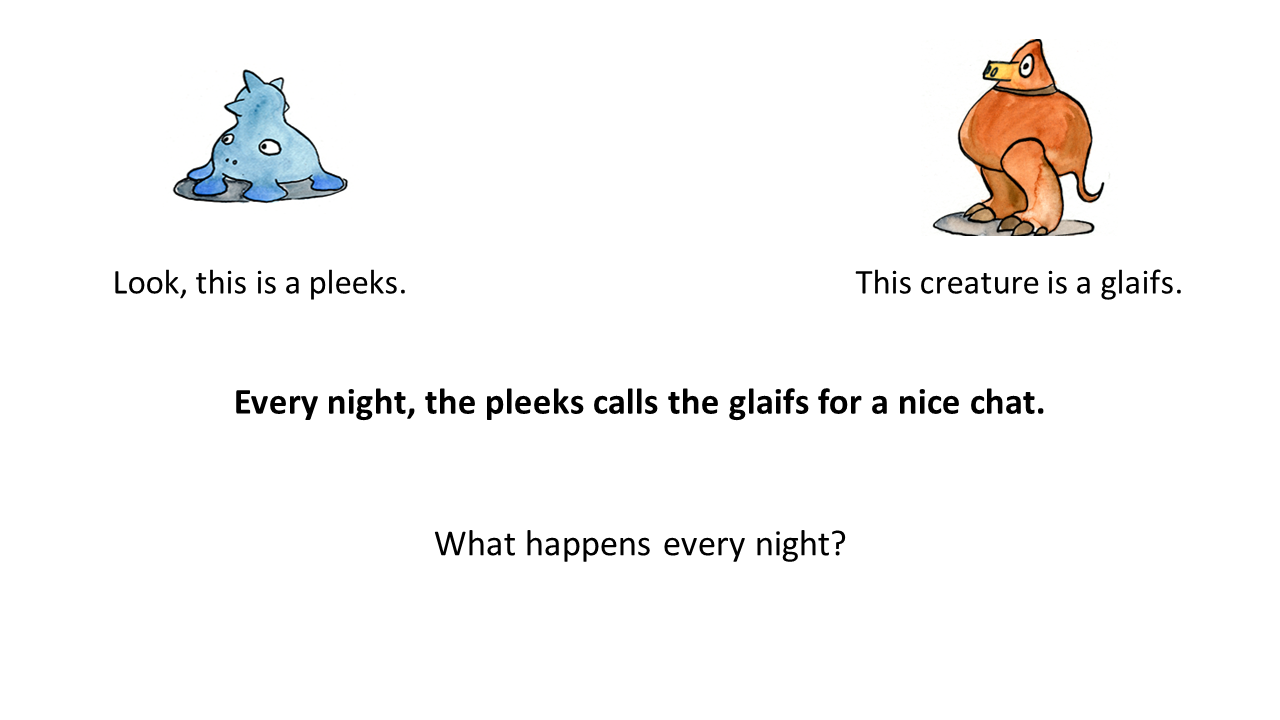 Look, this is a pleeks.
This creature is a glaifs.
Every night, the pleeks calls the glaifs for a nice chat.
What happens every night?